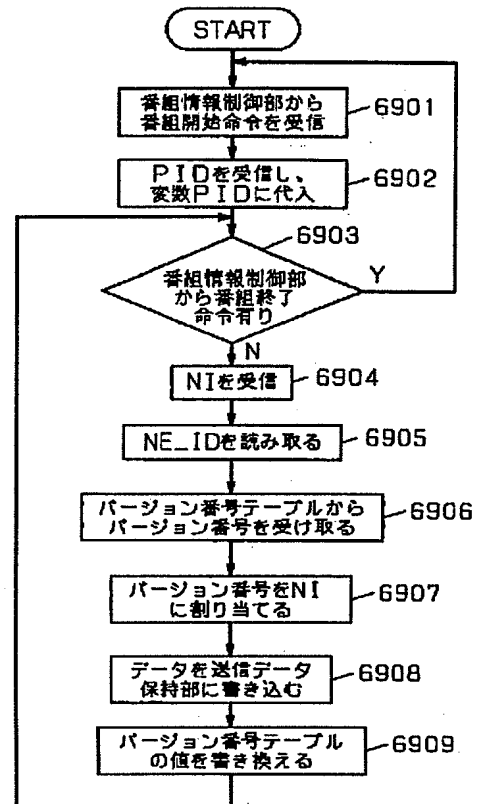 START
番組情報制御部から
番組開始命令を受信
6901
PIDを受信し、
変数PIDに代入
6902
6903
番組情報制御部
から番組終了
命令有り
Y
N
NIを受信
6904
NE_IDを読み取る
6905
バージョン番号テーブルから
バージョン番号を受け取る
6906
バージョン番号をNI
に割り当てる
6907
データを送信データ
保持部に書き込む
6908
バージョン番号テーブル
の値を書き換える
6909